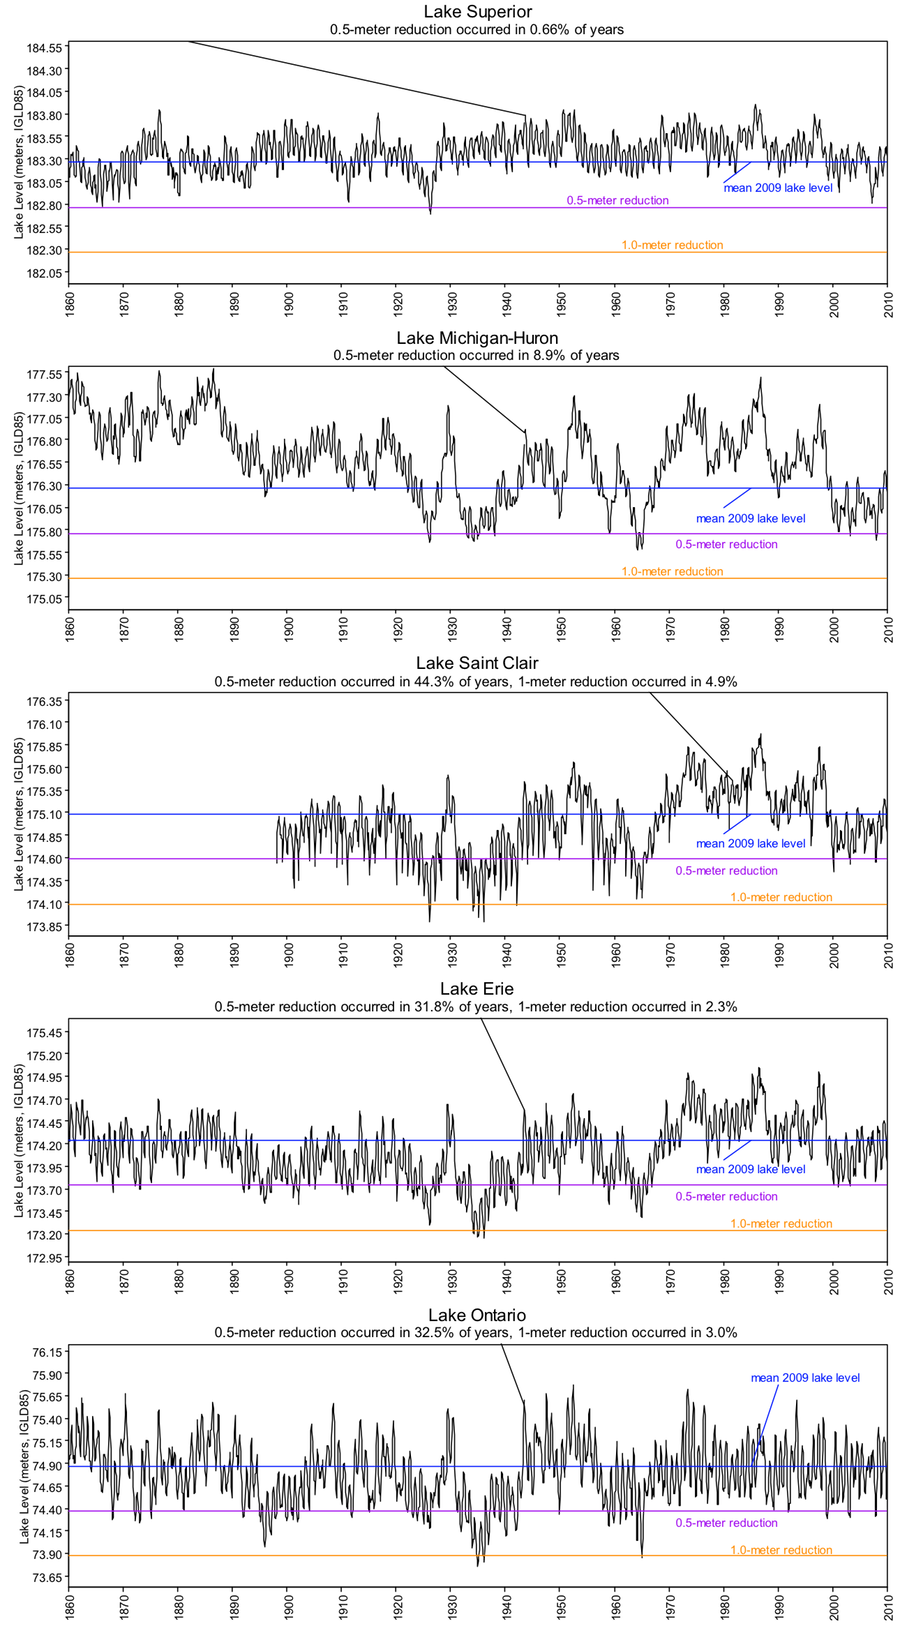 Lake Superior
0.5-meter reduction occurred in 0.66% of years
Lake Level (meters, IGLD85)
184.55
184.30
184.05
183.80
183.55
183.30
183.05
182.80
182.55
182.30
182.05
mean 2009 lake level
0.5-meter reduction
1.0-meter reduction
1860 1870 1880 1890 1900 1910 1920 1930 1940 1950 1960 1970 1980 1990 2000 2010
Lake Michigan-Huron
0.5-meter reduction occurred in 8.9% of years
Lake Level (meters, IGLD85)
177.55
177.30
177.05
176.80
176.55
176.30
176.05
175.80
175.55
175.30
175.05
mean 2009 lake level
0.5-meter reduction
1.0-meter reduction
1860 1870 1880 1890 1900 1910 1920 1930 1940 1950 1960 1970 1980 1990 2000 2010
Lake Saint Clair
0.5-meter reduction occurred in 44.3% of years, 1-meter reduction occurred in 4.9%
Lake Level (meters, IGLD85)
176.35
176.10
175.85
175.60
175.35
175.10
174.85
174.60
174.35
174.10
173.85
mean 2009 lake level
0.5-meter reduction
1.0-meter reduction
1860 1870 1880 1890 1900 1910 1920 1930 1940 1950 1960 1970 1980 1990 2000 2010
Lake Erie
0.5-meter reduction occurred in 31.8% of years, 1-meter reduction occurred in 2.3%
Lake Level (meters, IGLD85)
175.45
175.20
174.95
174.70
174.45
174.20
173.95
173.70
173.45
173.20
172.95
mean 2009 lake level
0.5-meter reduction
1.0-meter reduction
1860 1870 1880 1890 1900 1910 1920 1930 1940 1950 1960 1970 1980 1990 2000 2010
Lake Ontario
0.5-meter reduction occurred in 32.5% of years, 1-meter reduction occurred in 3.0%
Lake Level (meters, IGLD85)
76.15
75.90
75.65
75.40
75.15
74.90
74.65
74.40
74.15
73.90
73.65
mean 2009 lake level
0.5-meter reduction
1.0-meter reduction
1860 1870 1880 1890 1900 1910 1920 1930 1940 1950 1960 1970 1980 1990 2000 2010